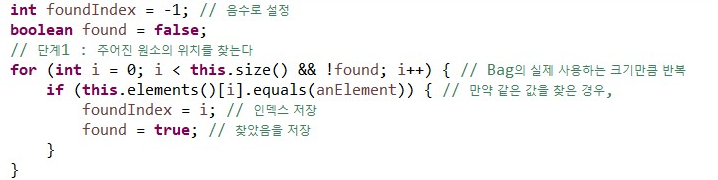 int foundIndex = -1; // 음수로 설정
boolean found = false;
// 단계1 : 주어진 원소의 위치를 찾는다
for (int i = 0; i < this.size() && !found; i++) { // Bag의 실제 사용하는 크기만큼 반복
    if (this.elements()[i].equals(anElement)) { // 만약 같은 값을 찾은 경우,
        foundIndex = i; // 인덱스 저장
        found = true; // 찾았음을 저장
    }
}